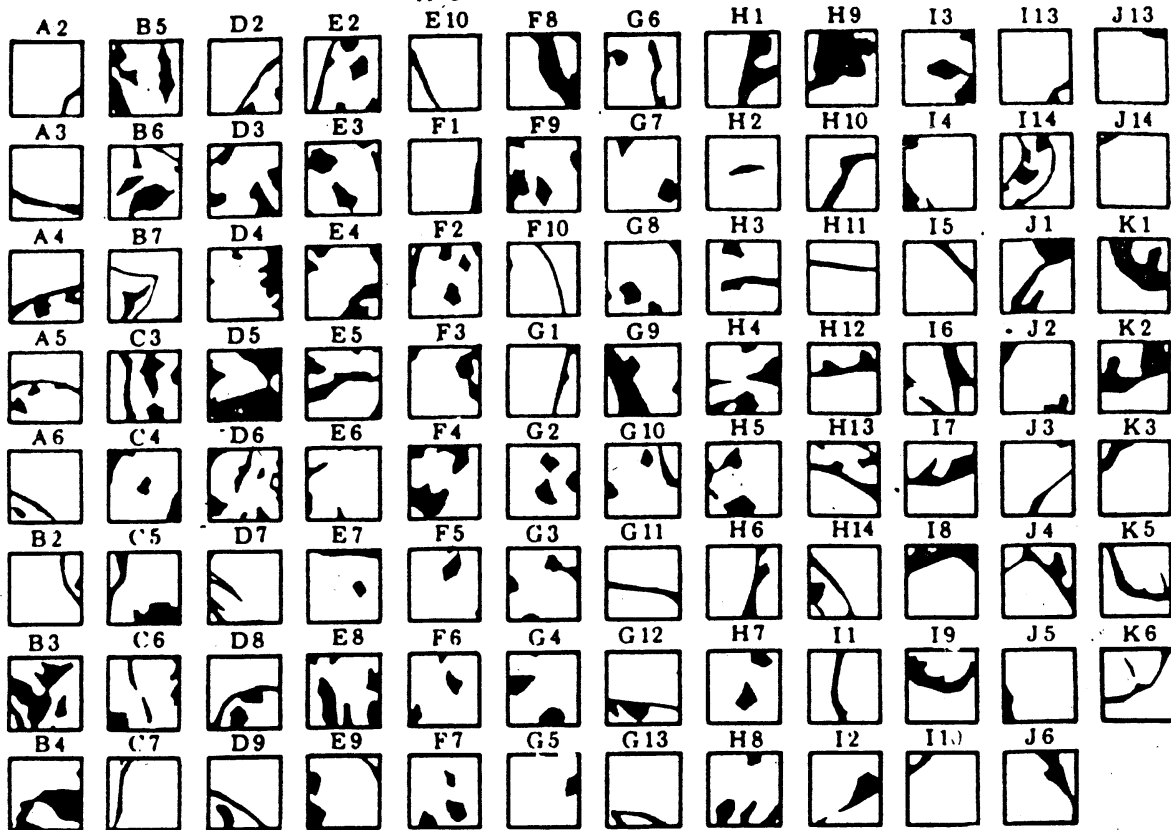 A2 B5 D2 E2 E10 F8 G6 H1 H9 I3 I13 J13
A3 B6 D3 E3 F1 F9 G7 H2 H10 I4 I14 J14
A4 B7 D4 E4 F2 F10 G8 H3 H11 I5 J1 K1
A5 C3 D5 E5 F3 G1 G9 H4 H12 I6 J2 K2
A6 C4 D6 E6 F4 G2 G10 H5 H13 I7 J3 K3
B2 C5 D7 E7 F5 G3 G11 H6 H14 I8 J4 K5
B3 C6 D8 E8 F6 G4 G12 H7 I1 I9 J5 K6
B4 C7 D9 E9 F7 G5 G13 H8 I2 I10 J6